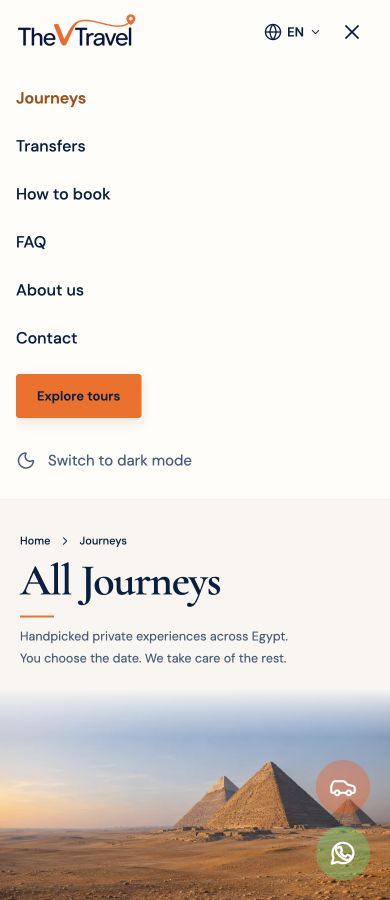 TheVTravel
EN
Journeys
Transfers
How to book
FAQ
About us
Contact
Explore tours
Switch to dark mode
Home > Journeys
All Journeys
Handpicked private experiences across Egypt.
You choose the date. We take care of the rest.